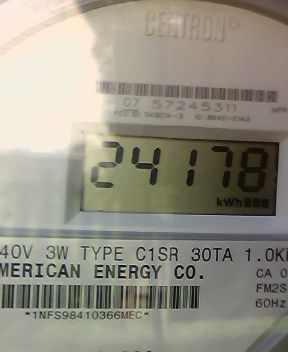 CENTRON®
07 57245311
24178
kWh
40V 3W TYPE C1SR 30TA 1.0K
MERICAN ENERGY CO.
CA 0
FM2S
60Hz
*1NFS98410366MEC*